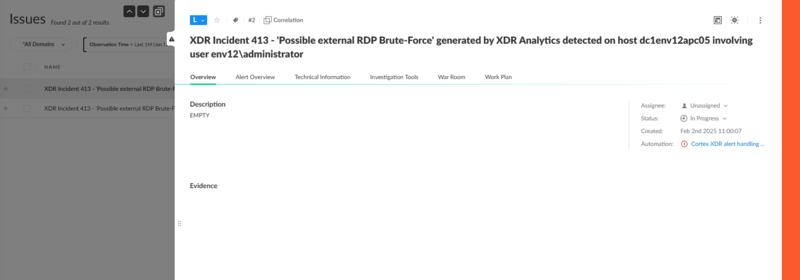 Issues Found 2 out of 2 results
"All Domains
Observation Time
NAME
XDR Incident 413 - 'Possible external RDP Brute-F
XDR Incident 413 - 'Possible external RDP Brute-F
L
#2
Correlation
XDR Incident 413 - 'Possible external RDP Brute-Force' generated by XDR Analytics detected on host dc1env12apc05 involving
user env12\administrator
Overview Alert Overview Technical Information Investigation Tools War Room Work Plan
Description
EMPTY
Assignee: Unassigned
Status: In Progress
Created: Feb 2nd 2025 11:00:07
Automation: Cortex XDR alert handling ...
Evidence